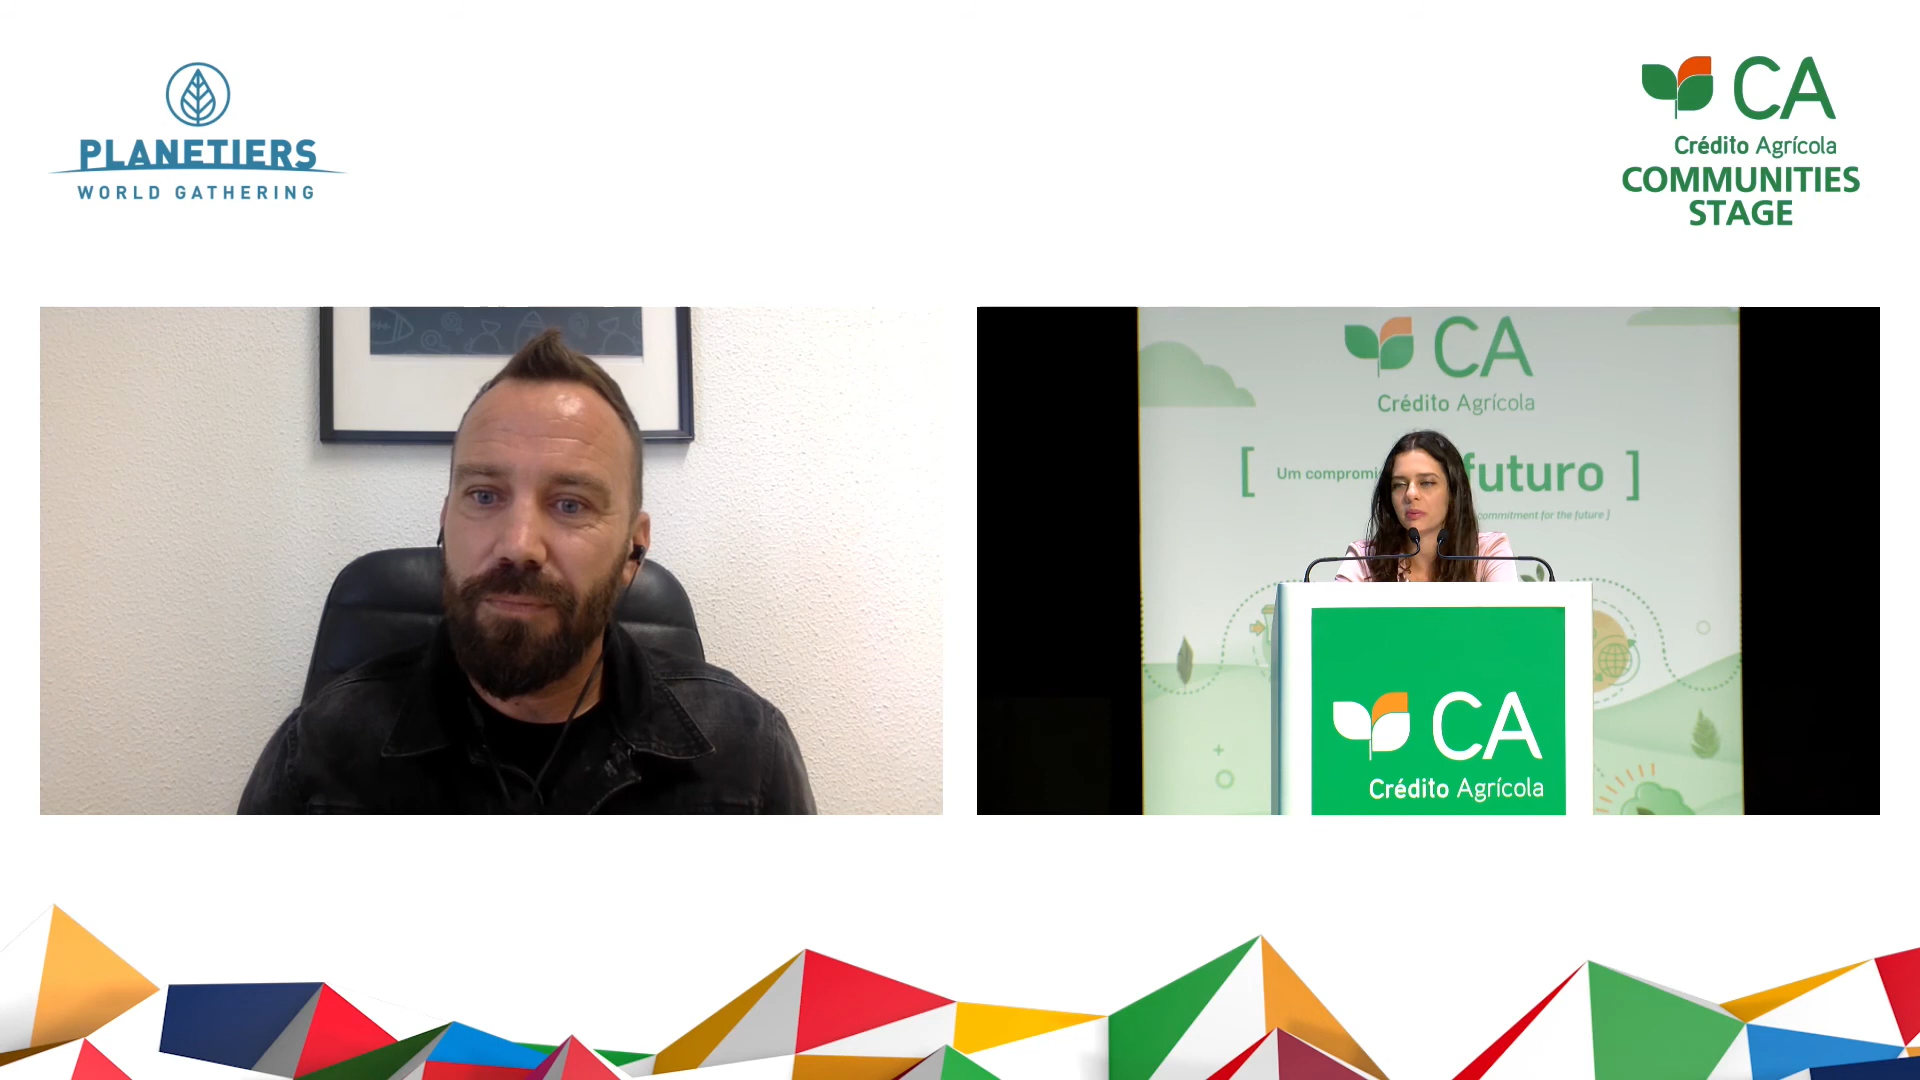 PLANETIERS
WORLD GATHERING
CA
Crédito Agrícola
COMMUNITIES
STAGE
CA
Crédito Agrícola
[ Um compromi futuro ]
commitment for the future ]
CA
Crédito Agrícola